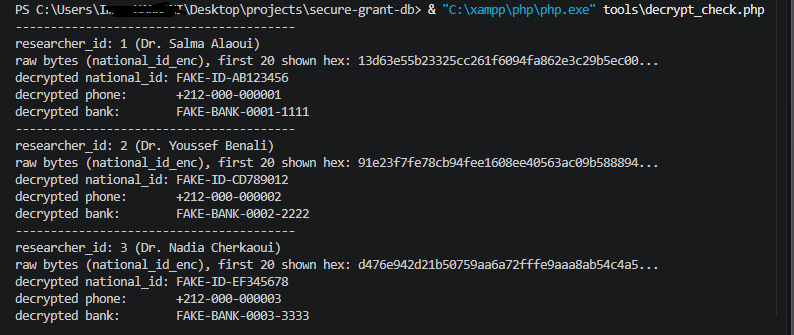 PS C:\Users\I\Desktop\projects\secure-grant-db> & "C:\xampp\php\php.exe" tools\decrypt_check.php
----------------------------------------
researcher_id: 1 (Dr. Salma Alaoui)
raw bytes (national_id_enc), first 20 shown hex: 13d63e55b23325cc261f6094fa862e3c29b5ec00...
decrypted national_id: FAKE-ID-AB123456
decrypted phone:       +212-000-000001
decrypted bank:        FAKE-BANK-0001-1111
----------------------------------------
researcher_id: 2 (Dr. Youssef Benali)
raw bytes (national_id_enc), first 20 shown hex: 91e23f7fe78cb94fee1608ee40563ac09b588894...
decrypted national_id: FAKE-ID-CD789012
decrypted phone:       +212-000-000002
decrypted bank:        FAKE-BANK-0002-2222
----------------------------------------
researcher_id: 3 (Dr. Nadia Cherkaoui)
raw bytes (national_id_enc), first 20 shown hex: d476e942d21b50759aa6a72fffe9aaa8ab54c4a5...
decrypted national_id: FAKE-ID-EF345678
decrypted phone:       +212-000-000003
decrypted bank:        FAKE-BANK-0003-3333